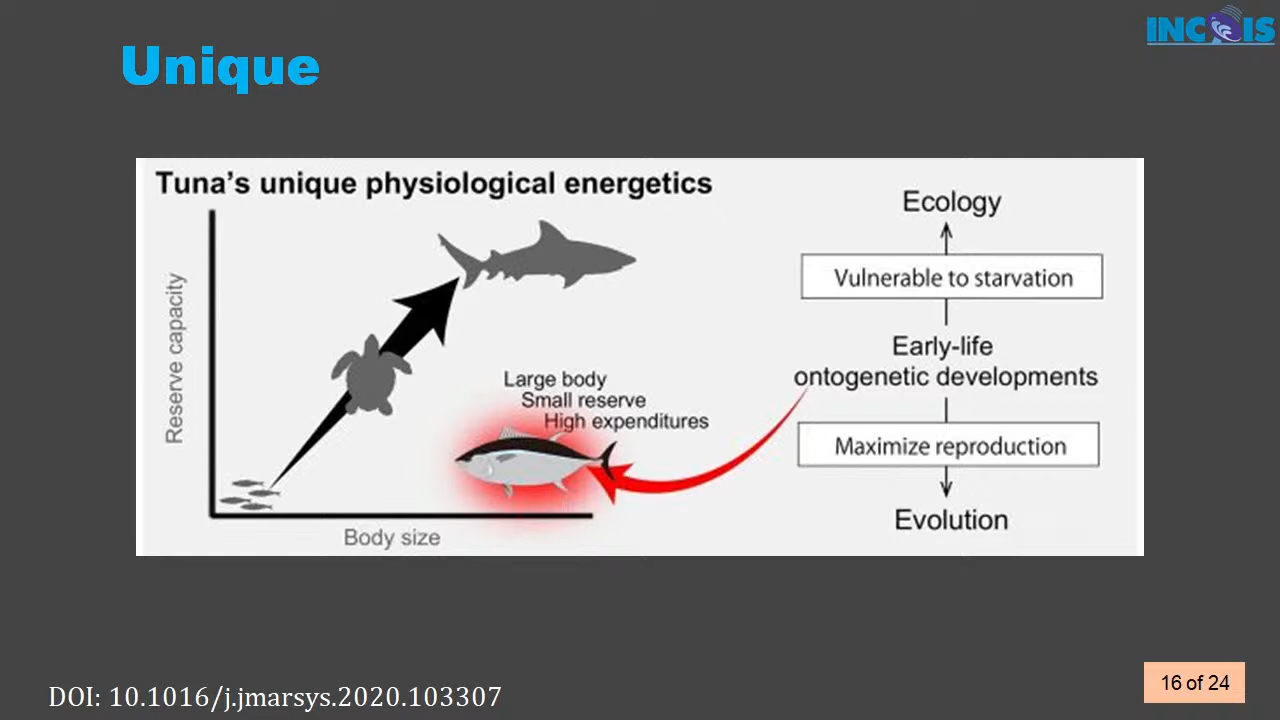 INCOIS
Unique
Tuna's unique physiological energetics
Reserve capacity
Body size
Large body
Small reserve
High expenditures
Ecology
Vulnerable to starvation
Early-life
ontogenetic developments
Maximize reproduction
Evolution
DOI: 10.1016/j.jmarsys.2020.103307
16 of 24